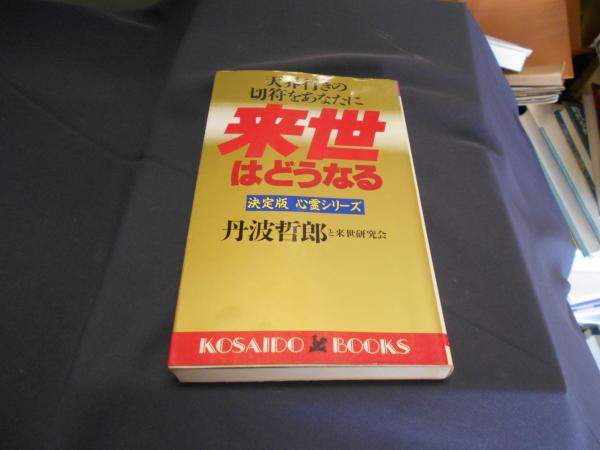 天界行きの
切符をあなたに
来世
はどうなる
決定版 心霊シリーズ
丹波哲郎と来世研究会
KOSAIDO BOOKS